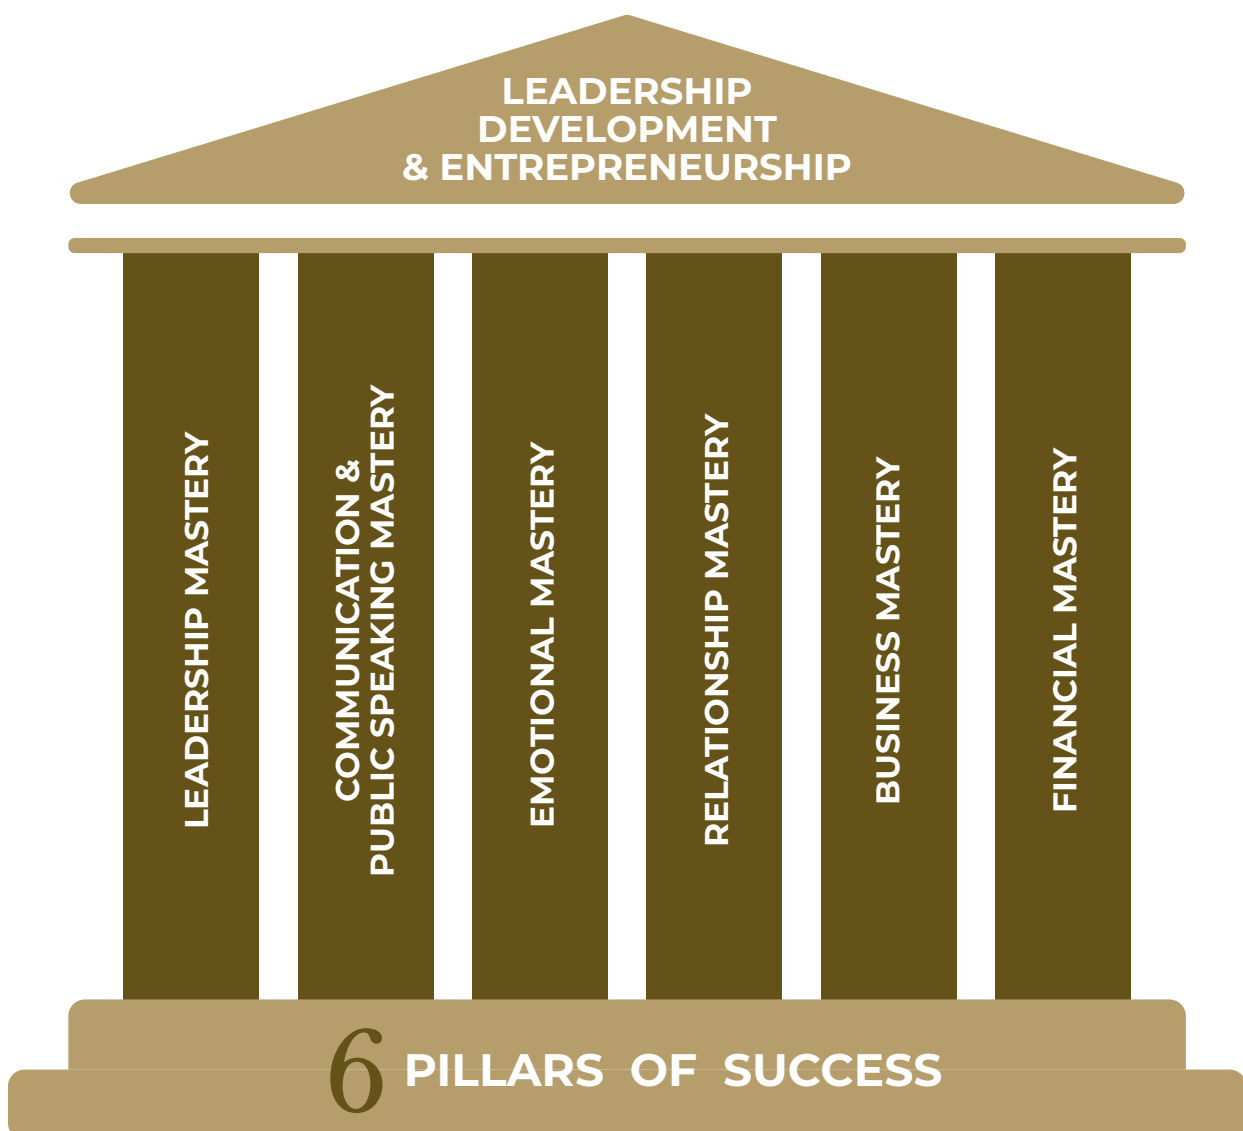 LEADERSHIP
DEVELOPMENT
& ENTREPRENEURSHIP
LEADERSHIP MASTERY
COMMUNICATION &
PUBLIC SPEAKING MASTERY
EMOTIONAL MASTERY
RELATIONSHIP MASTERY
BUSINESS MASTERY
FINANCIAL MASTERY
6 PILLARS OF SUCCESS